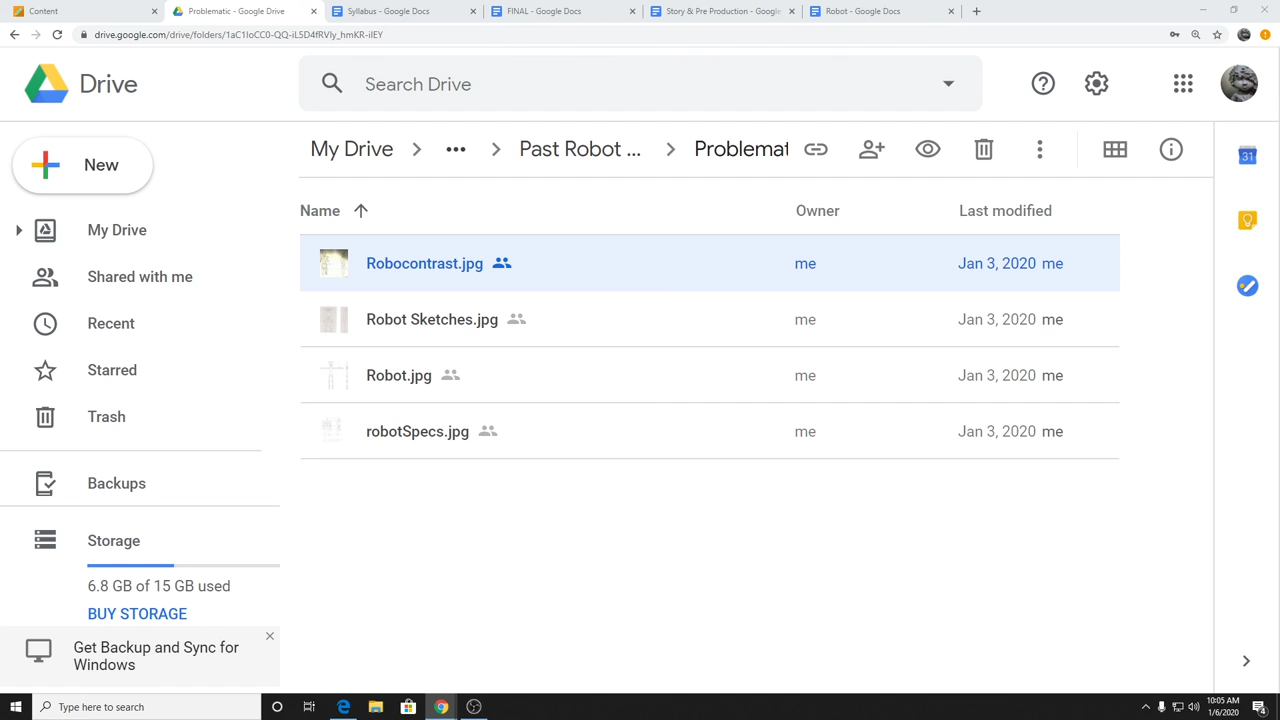 Content
Problematic - Google Drive
Syllabus - Google Docs
FINAL - Google Docs
Story & Pre Production - Google
Robot - Google Docs
drive.google.com/drive/folders/1aC1IoCC0-QQ-iL5D4fRVIy_hmKR-iIEY
Drive
Search Drive
New
My Drive
Shared with me
Recent
Starred
Trash
Backups
Storage
6.8 GB of 15 GB used
BUY STORAGE
Get Backup and Sync for
Windows
My Drive > ••• > Past Robot ... > Problemat
Name Owner Last modified
Robocontrast.jpg me Jan 3, 2020 me
Robot Sketches.jpg me Jan 3, 2020 me
Robot.jpg me Jan 3, 2020 me
robotSpecs.jpg me Jan 3, 2020 me
31
Type here to search
10:05 AM
1/6/2020
4